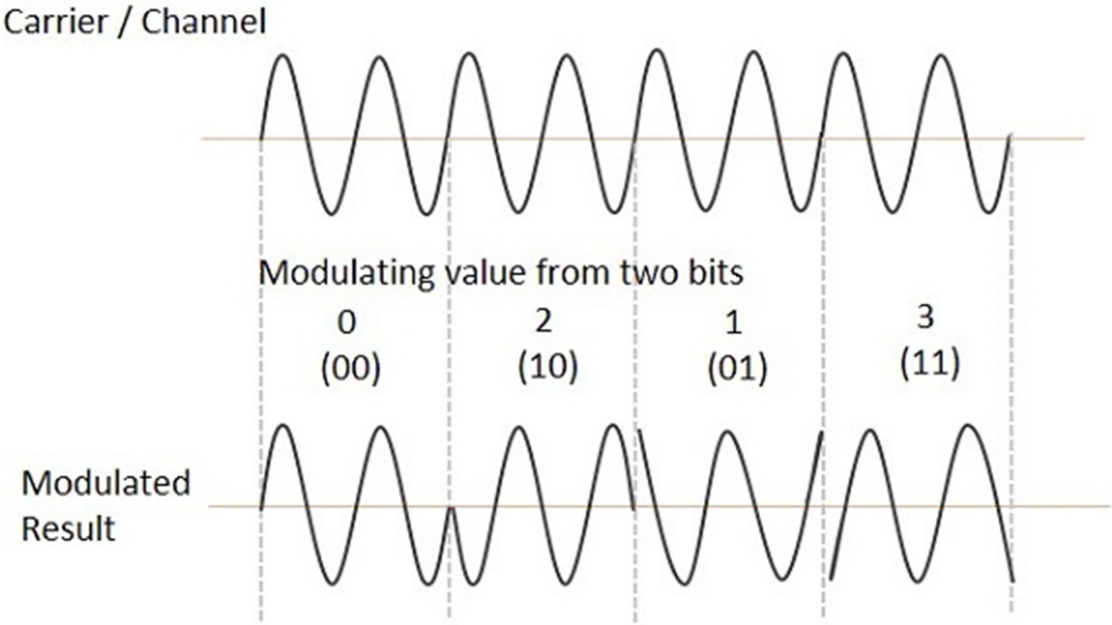 Carrier / Channel
Modulating value from two bits
0 2 1 3
(00) (10) (01) (11)
Modulated
Result